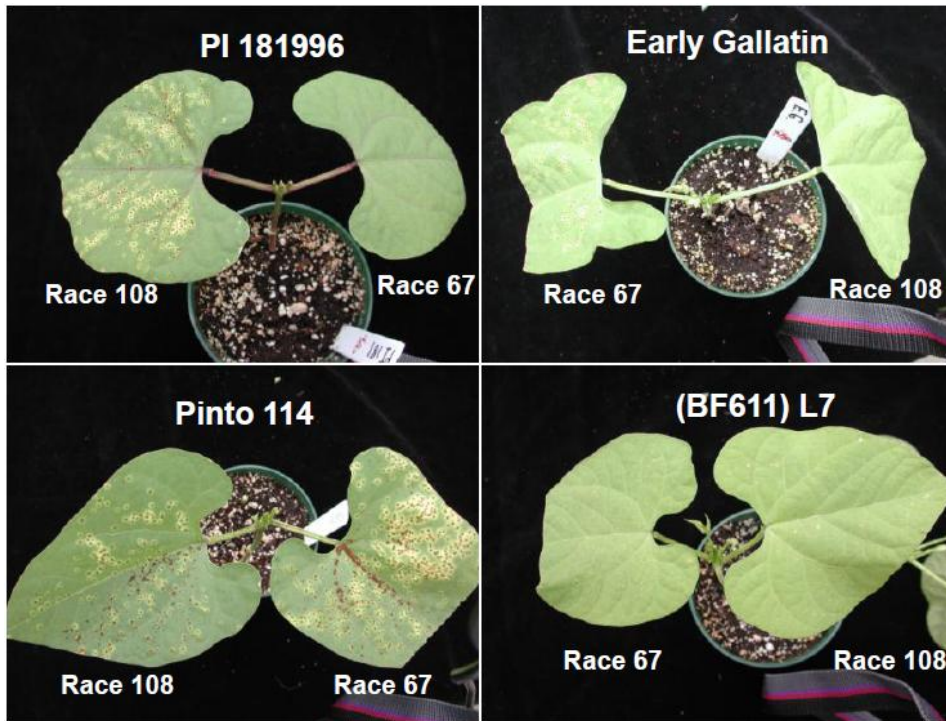 PI 181996
Race 108
Race 67
Early Gallatin
EG
Race 67
Race 108
Pinto 114
Race 108
Race 67
(BF611) L7
Race 67
Race 108